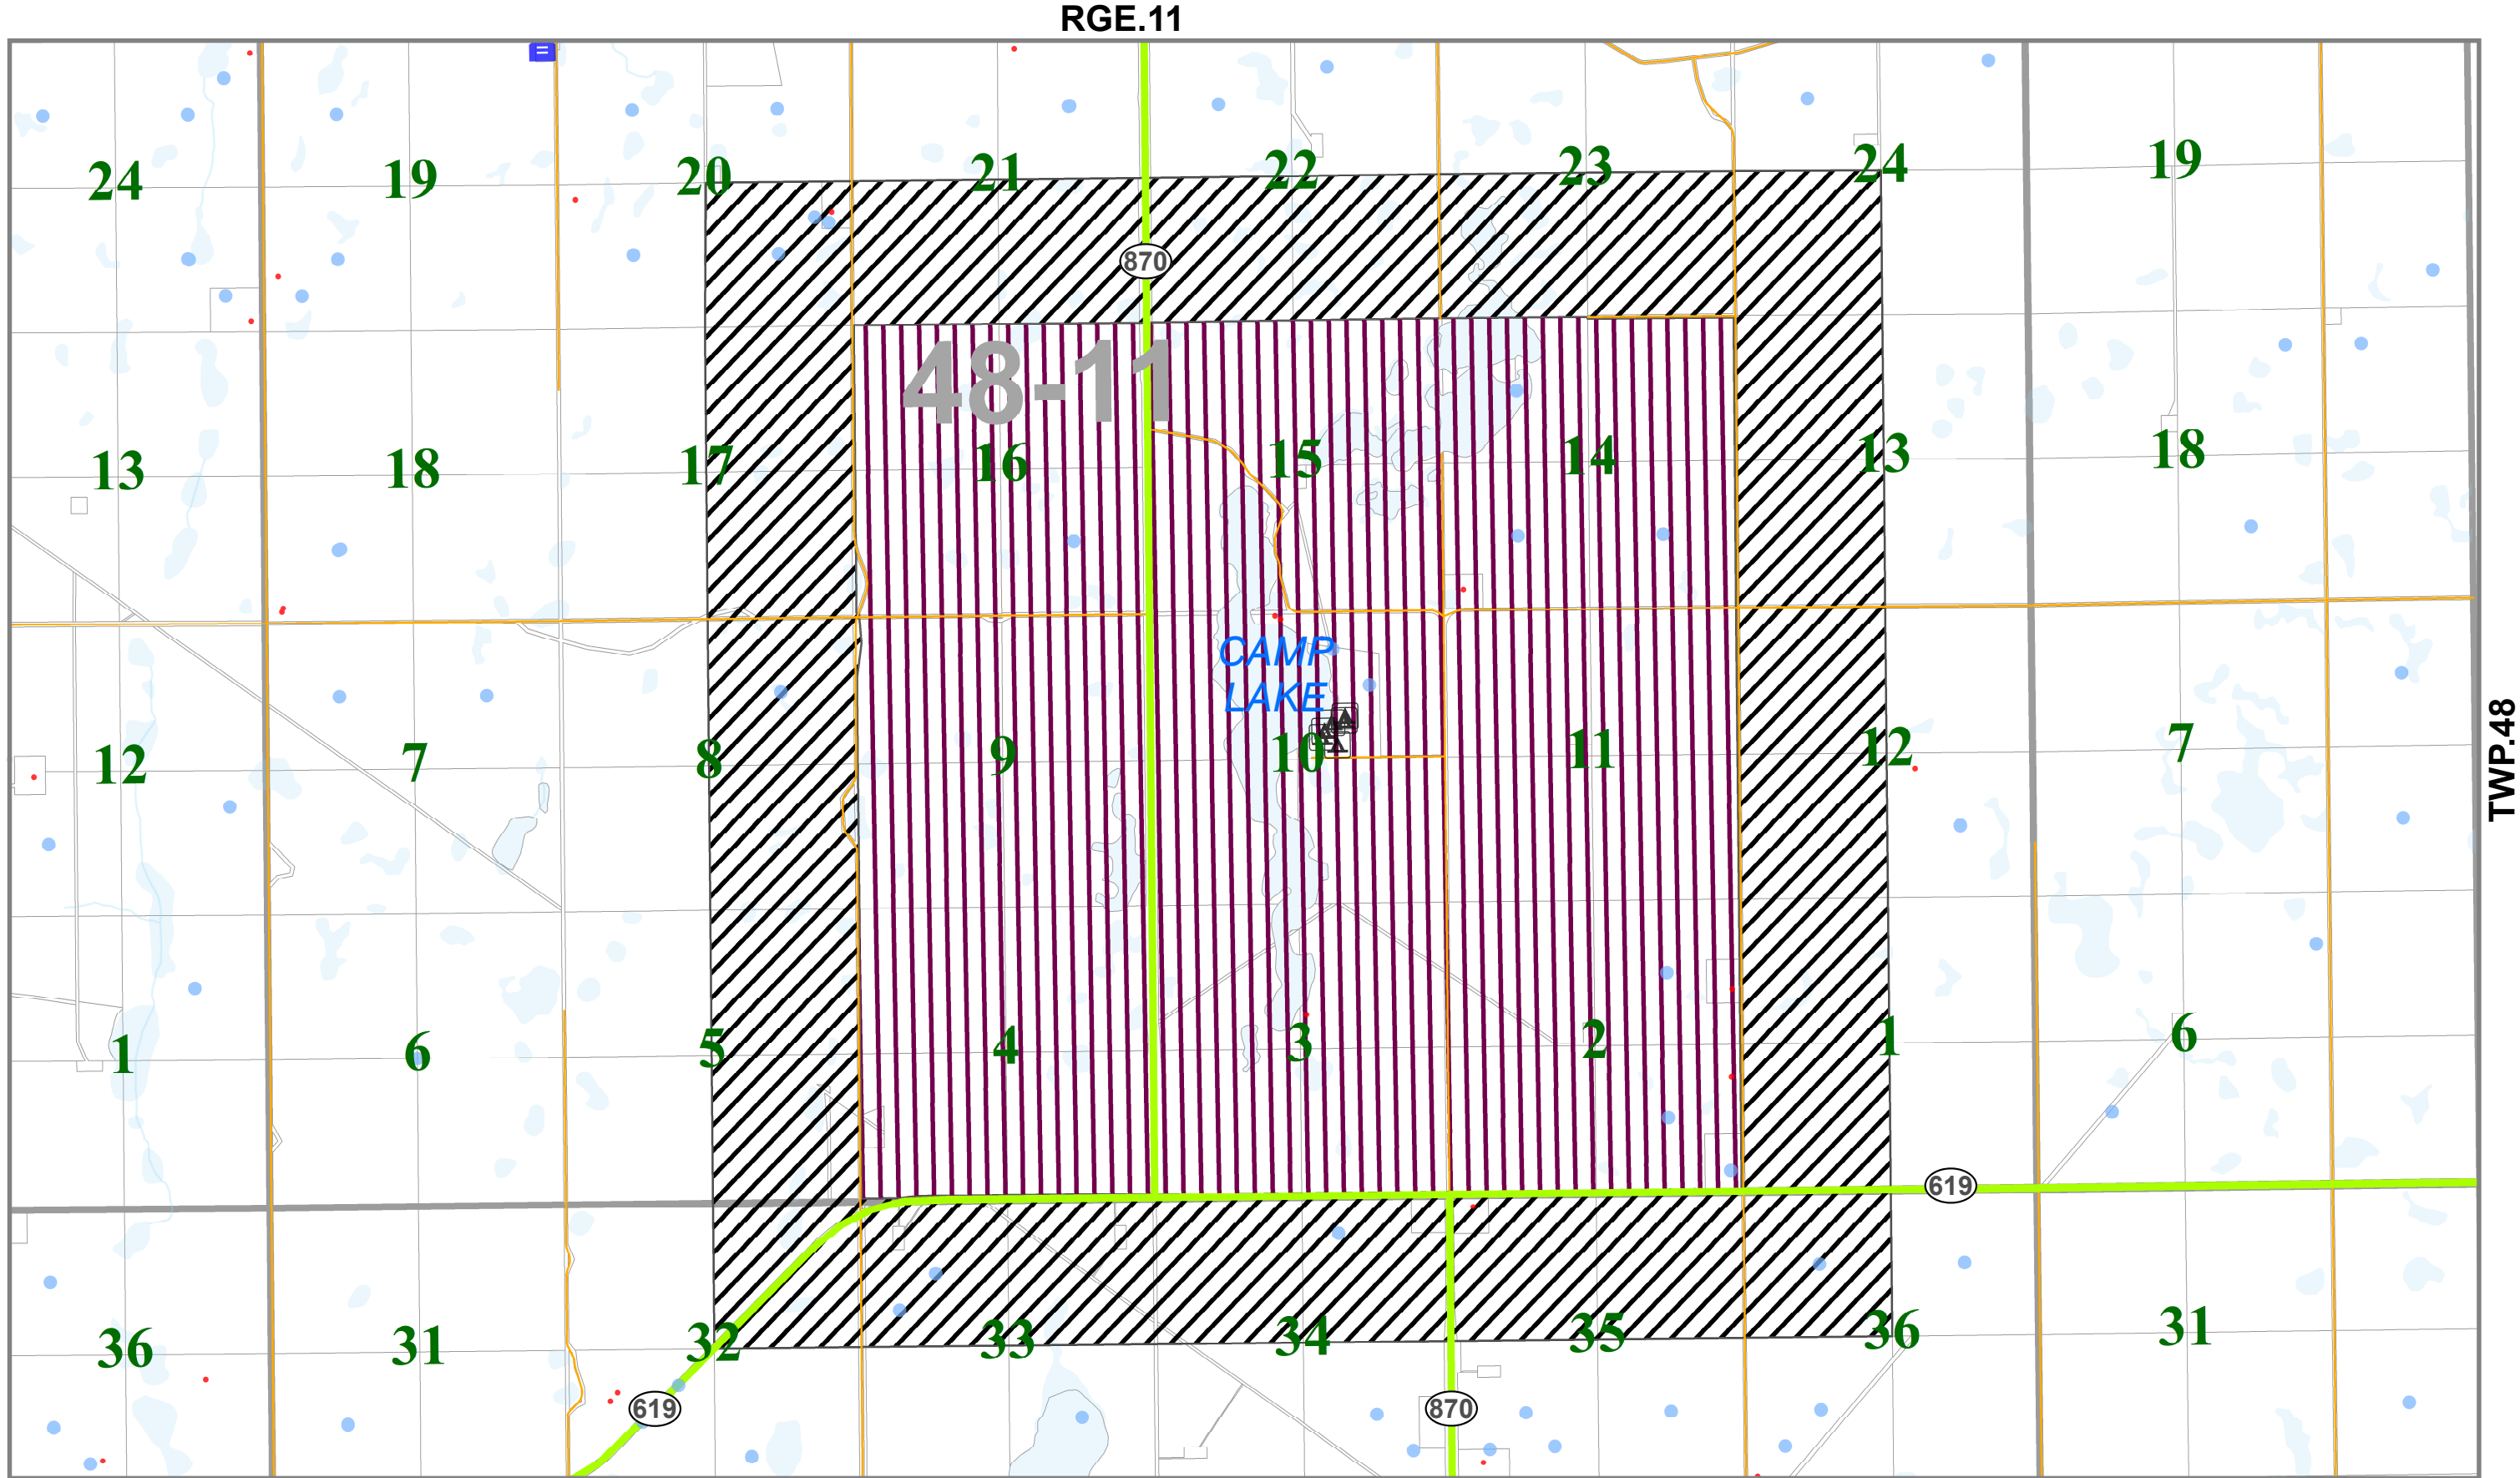 RGE.11
24 19 20 21 22 23 24 19
870
48-11
13 18 17 16 15 14 13 18
CAMP
LAKE
12 7 8 9 10 11 12 7
TWP.48
1 6 5 4 3 2 1 6
619
36 31 32 33 34 35 36 31
619 870